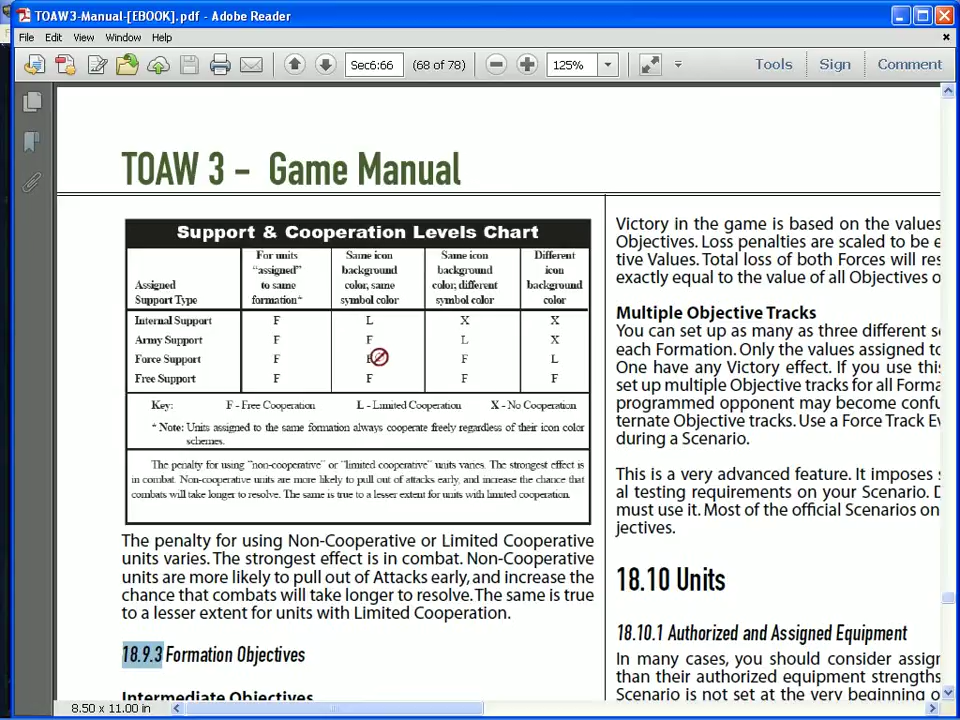 TOAW3-Manual-[EBOOK].pdf - Adobe Reader
File Edit View Window Help
Sec6:66 (68 of 78) 125% Tools Sign Comment
TOAW 3 - Game Manual
Support & Cooperation Levels Chart
Assigned Support Type
For units "assigned" to same formation*
Same icon background color; same symbol color
Same icon background color; different symbol color
Different icon background color
Internal Support F L X X
Army Support F F L X
Force Support F F L
Free Support F F F F
Key: F - Free Cooperation L - Limited Cooperation X - No Cooperation
* Note: Units assigned to the same formation always cooperate freely regardless of their icon color
schemes.
The penalty for using "non-cooperative" or "limited cooperative" units varies. The strongest effect is
in combat. Non-cooperative units are more likely to pull out of attacks early, and increase the chance that
combats will take longer to resolve. The same is true to a lesser extent for units with limited cooperation.
The penalty for using Non-Cooperative or Limited Cooperative
units varies. The strongest effect is in combat. Non-Cooperative
units are more likely to pull out of Attacks early, and increase the
chance that combats will take longer to resolve. The same is true
to a lesser extent for units with Limited Cooperation.
18.9.3 Formation Objectives
Intermediate Objectives
Victory in the game is based on the values
Objectives. Loss penalties are scaled to be e
tive Values. Total loss of both Forces will res
exactly equal to the value of all Objectives o
Multiple Objective Tracks
You can set up as many as three different s
each Formation. Only the values assigned to
One have any Victory effect. If you use this
set up multiple Objective tracks for all Forma
programmed opponent may become confu
ternate Objective tracks. Use a Force Track Ev
during a Scenario.
This is a very advanced feature. It imposes s
al testing requirements on your Scenario. D
must use it. Most of the official Scenarios on
jectives.
18.10 Units
18.10.1 Authorized and Assigned Equipment
In many cases, you should consider assign
than their authorized equipment strengths
Scenario is not set at the very beginning o
8.50 x 11.00 in